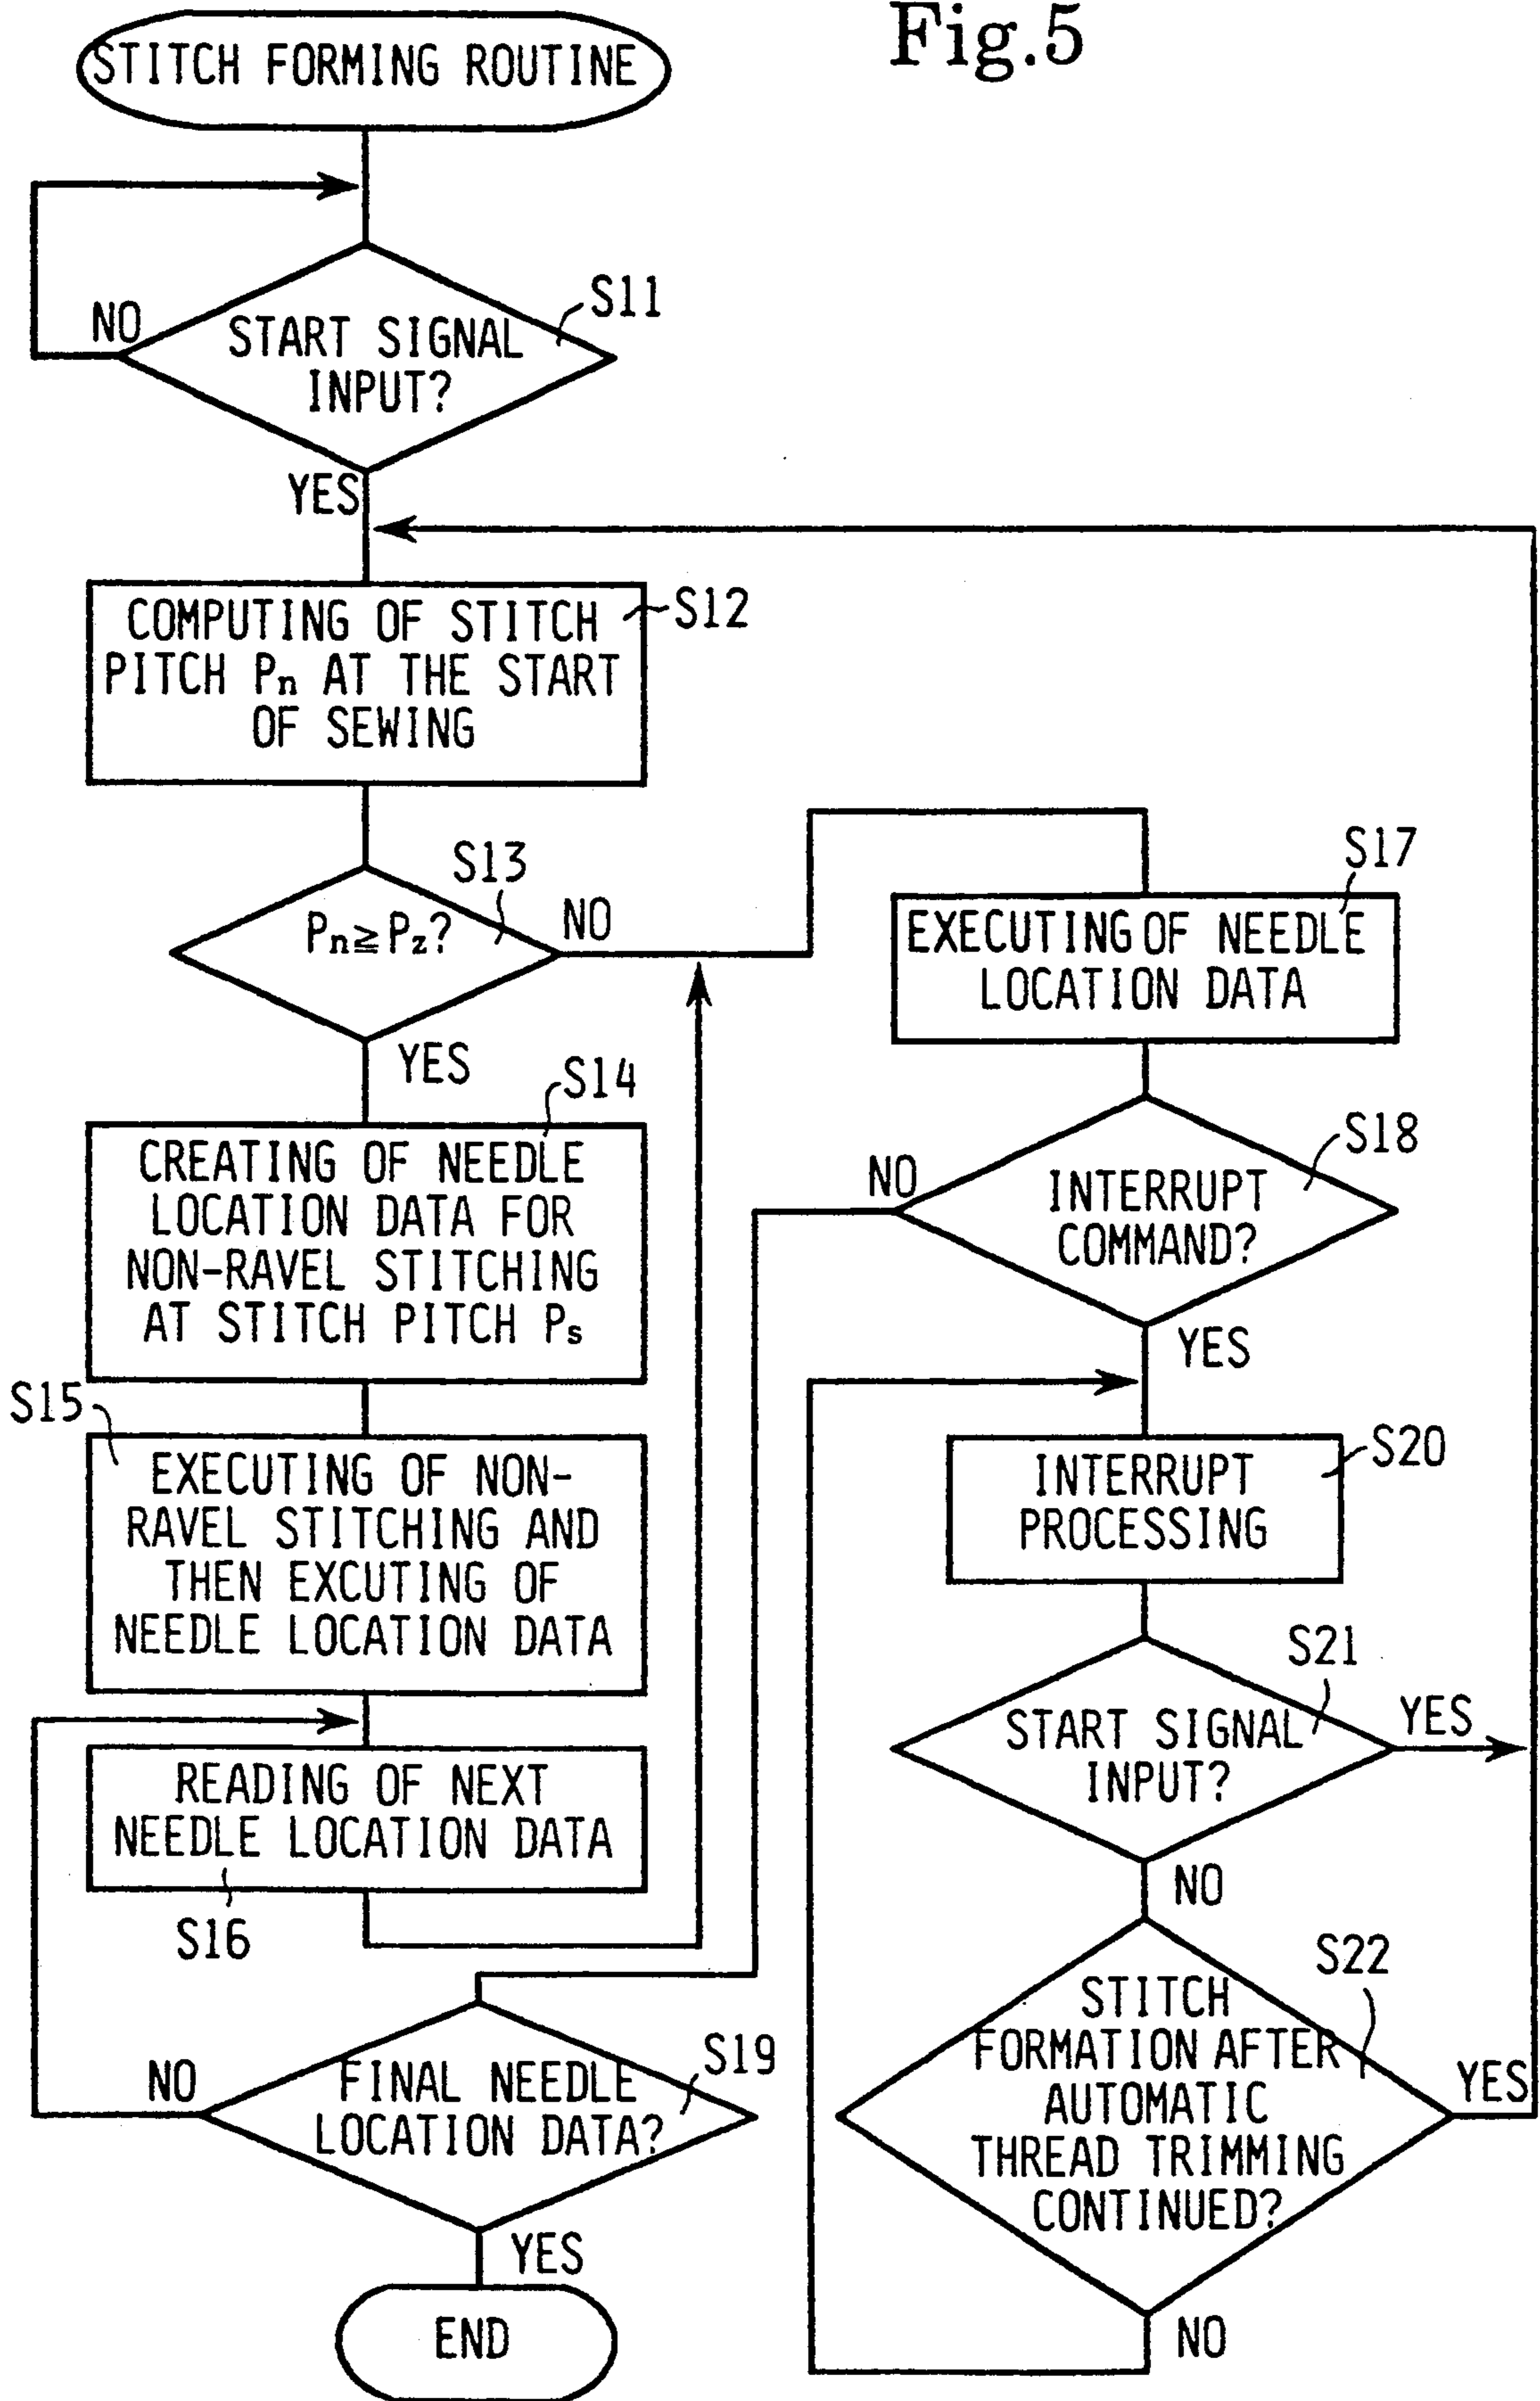 Fig.5
STITCH FORMING ROUTINE
NO
S11
START SIGNAL
INPUT?
YES
COMPUTING OF STITCH
PITCH Pn AT THE START
OF SEWING
S12
S13
Pn≧Pz?
NO
YES
S14
CREATING OF NEEDLE
LOCATION DATA FOR
NON-RAVEL STITCHING
AT STITCH PITCH Ps
S15
EXECUTING OF NON-
RAVEL STITCHING AND
THEN EXCUTING OF
NEEDLE LOCATION DATA
READING OF NEXT
NEEDLE LOCATION DATA
S16
S17
EXECUTING OF NEEDLE
LOCATION DATA
S18
NO
INTERRUPT
COMMAND?
YES
S20
INTERRUPT
PROCESSING
S21
START SIGNAL
INPUT?
YES
NO
S22
STITCH
FORMATION AFTER
AUTOMATIC
THREAD TRIMMING
CONTINUED?
YES
NO
S19
NO
FINAL NEEDLE
LOCATION DATA?
YES
END